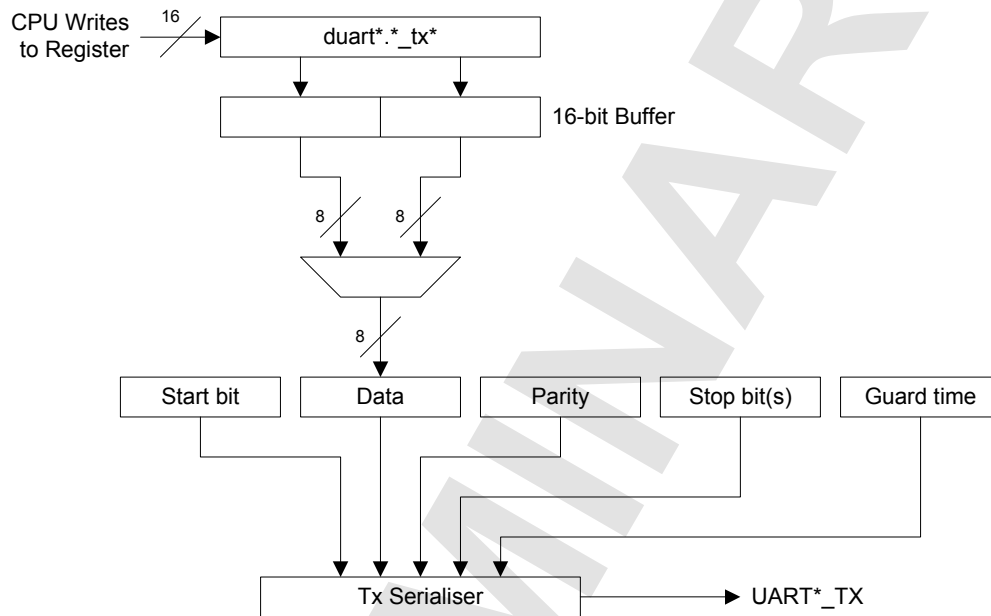 CPU Writes
to Register
16
duart*.*_tx*
16-bit Buffer
8
8
8
Start bit
Data
Parity
Stop bit(s)
Guard time
Tx Serialiser
UART*_TX
MINAR